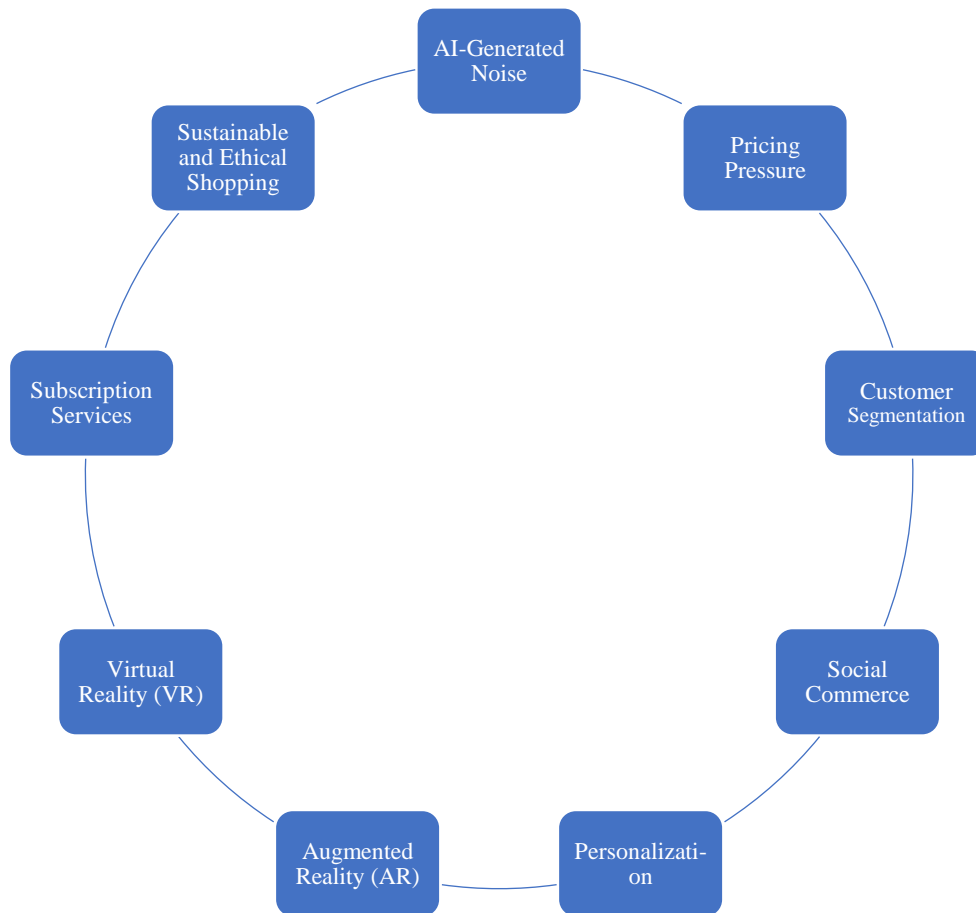 AI-Generated
Noise
Pricing
Pressure
Customer
Segmentation
Social
Commerce
Personalizati-
on
Augmented
Reality (AR)
Virtual
Reality (VR)
Subscription
Services
Sustainable
and Ethical
Shopping